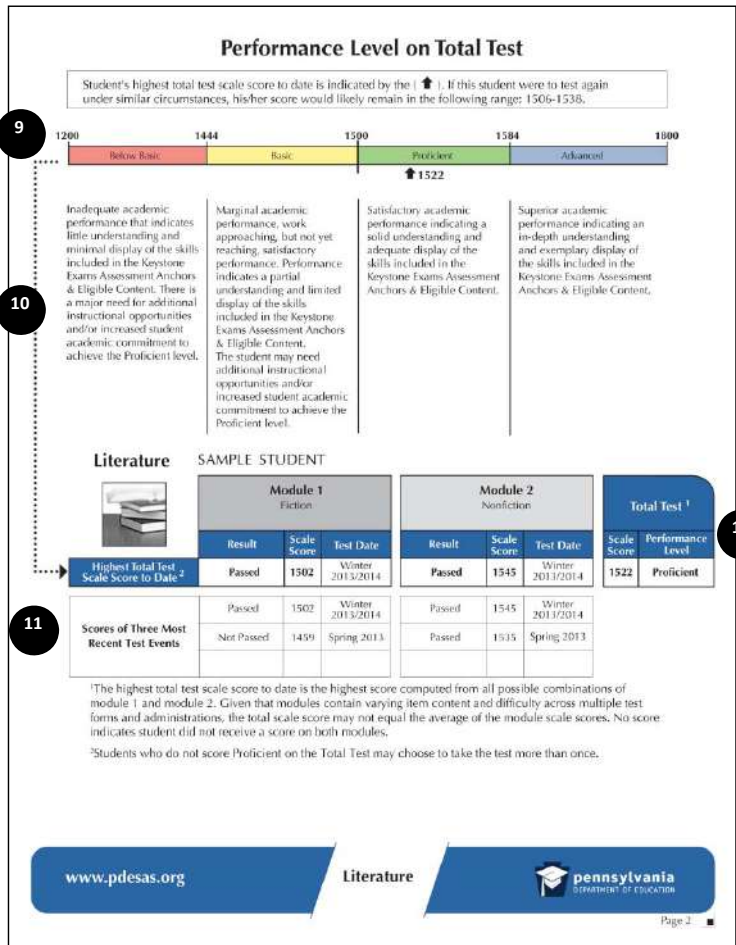 Performance Level on Total Test
Student's highest total test scale score to date is indicated by the ( ⬆ ). If this student were to test again
under similar circumstances, his/her score would likely remain in the following range: 1506-1538.
9
1200 1444 1500 1584 1800
Below Basic Basic Proficient Advanced
⬆1522
Inadequate academic
performance that indicates
little understanding and
minimal display of the skills
included in the Keystone
Exams Assessment Anchors
& Eligible Content. There is
a major need for additional
instructional opportunities
and/or increased student
academic commitment to
achieve the Proficient level.
Marginal academic
performance, work
approaching, but not yet
reaching, satisfactory
performance. Performance
indicates a partial
understanding and limited
display of the skills
included in the Keystone
Exams Assessment Anchors
& Eligible Content.
The student may need
additional instructional
opportunities and/or
increased student academic
commitment to achieve the
Proficient level.
Satisfactory academic
performance indicating a
solid understanding and
adequate display of the
skills included in the
Keystone Exams Assessment
Anchors & Eligible Content.
Superior academic
performance indicating an
in-depth understanding
and exemplary display of
the skills included in the
Keystone Exams Assessment
Anchors & Eligible Content.
10
Literature SAMPLE STUDENT
Module 1
Fiction
Module 2
Nonfiction
Total Test ¹
Result Scale Score Test Date Result Scale Score Test Date Scale Score Performance Level
Highest Total Test
Scale Score to Date ²
Passed 1502 Winter 2013/2014 Passed 1545 Winter 2013/2014 1522 Proficient
11
Scores of Three Most
Recent Test Events
Passed 1502 Winter 2013/2014 Passed 1545 Winter 2013/2014
Not Passed 1459 Spring 2013 Passed 1535 Spring 2013
¹The highest total test scale score to date is the highest score computed from all possible combinations of
module 1 and module 2. Given that modules contain varying item content and difficulty across multiple test
forms and administrations, the total scale score may not equal the average of the module scale scores. No score
indicates student did not receive a score on both modules.
²Students who do not score Proficient on the Total Test may choose to take the test more than once.
www.pdesas.org
Literature
pennsylvania
DEPARTMENT OF EDUCATION
Page 2